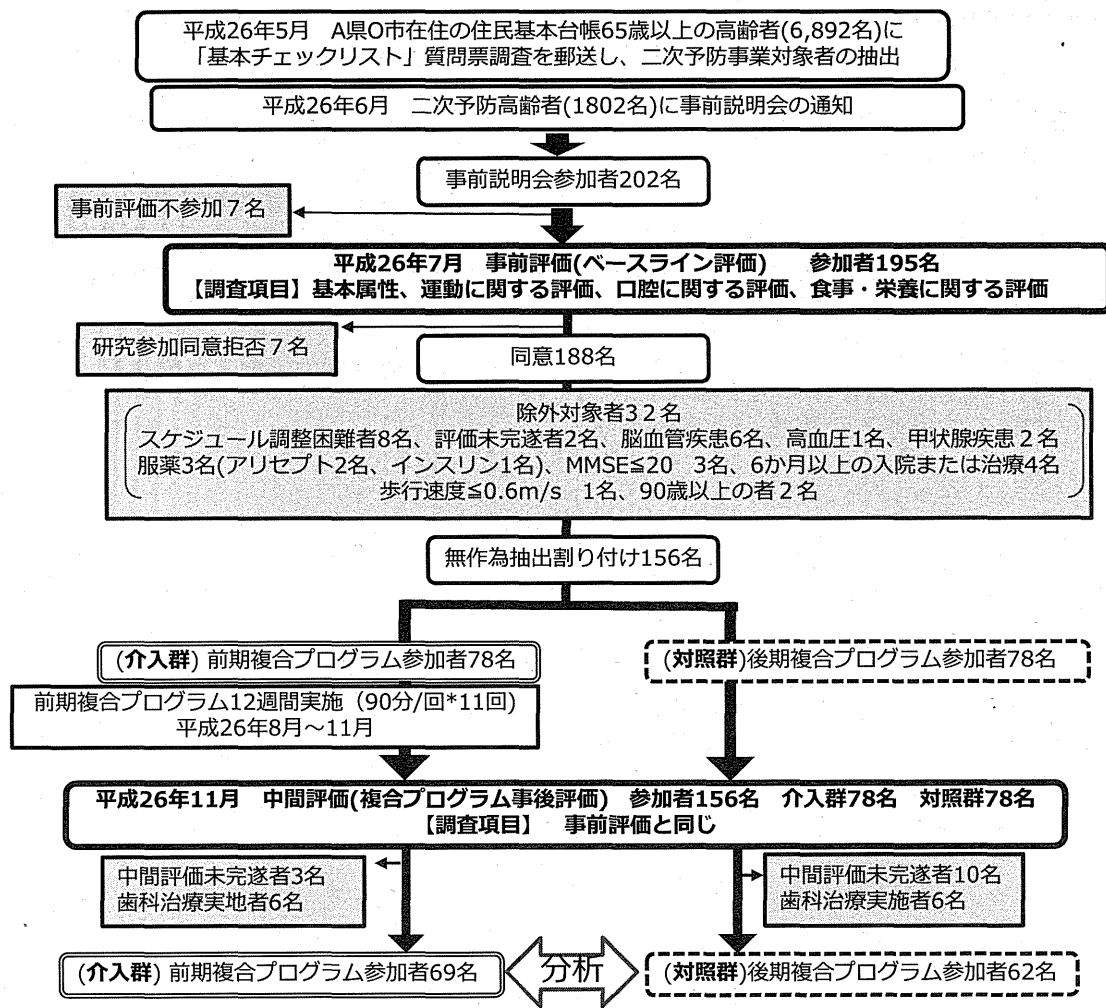 平成26年5月　A県O市在住の住民基本台帳65歳以上の高齢者(6,892名)に
「基本チェックリスト」質問票調査を郵送し、二次予防事業対象者の抽出
平成26年6月　二次予防高齢者(1802名)に事前説明会の通知
事前説明会参加者202名
事前評価不参加７名
平成26年7月　事前評価(ベースライン評価)　　参加者195名
【調査項目】基本属性、運動に関する評価、口腔に関する評価、食事・栄養に関する評価
研究参加同意拒否７名
同意188名
除外対象者３２名
スケジュール調整困難者8名、評価未完遂者2名、脳血管疾患6名、高血圧1名、甲状腺疾患２名
服薬3名(アリセプト2名、インスリン1名)、MMSE≦20　3名、6か月以上の入院または治療4名
歩行速度≦0.6m/s　1名、90歳以上の者２名
無作為抽出割り付け156名
(介入群) 前期複合プログラム参加者78名
(対照群)後期複合プログラム参加者78名
前期複合プログラム12週間実施（90分/回*11回)
平成26年8月～11月
平成26年11月　中間評価(複合プログラム事後評価)　参加者156名　介入群78名　対照群78名
【調査項目】　事前評価と同じ
中間評価未完遂者3名
歯科治療実地者6名
中間評価未完遂者10名
歯科治療実施者6名
(介入群) 前期複合プログラム参加者69名
分析
(対照群)後期複合プログラム参加者62名